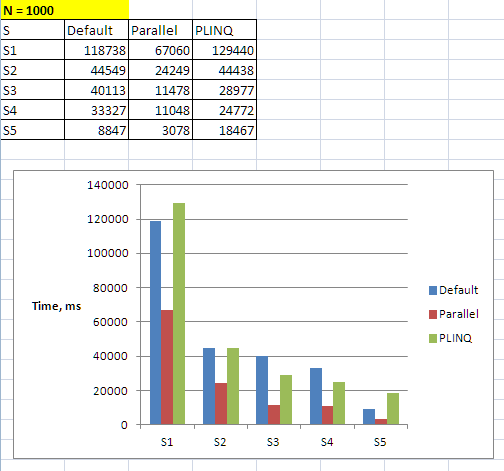 N = 1000
S Default Parallel PLINQ
S1 118738 67060 129440
S2 44549 24249 44438
S3 40113 11478 28977
S4 33327 11048 24772
S5 8847 3078 18467
140000
120000
100000
80000
60000
40000
20000
0
Time, ms
S1 S2 S3 S4 S5
Default
Parallel
PLINQ